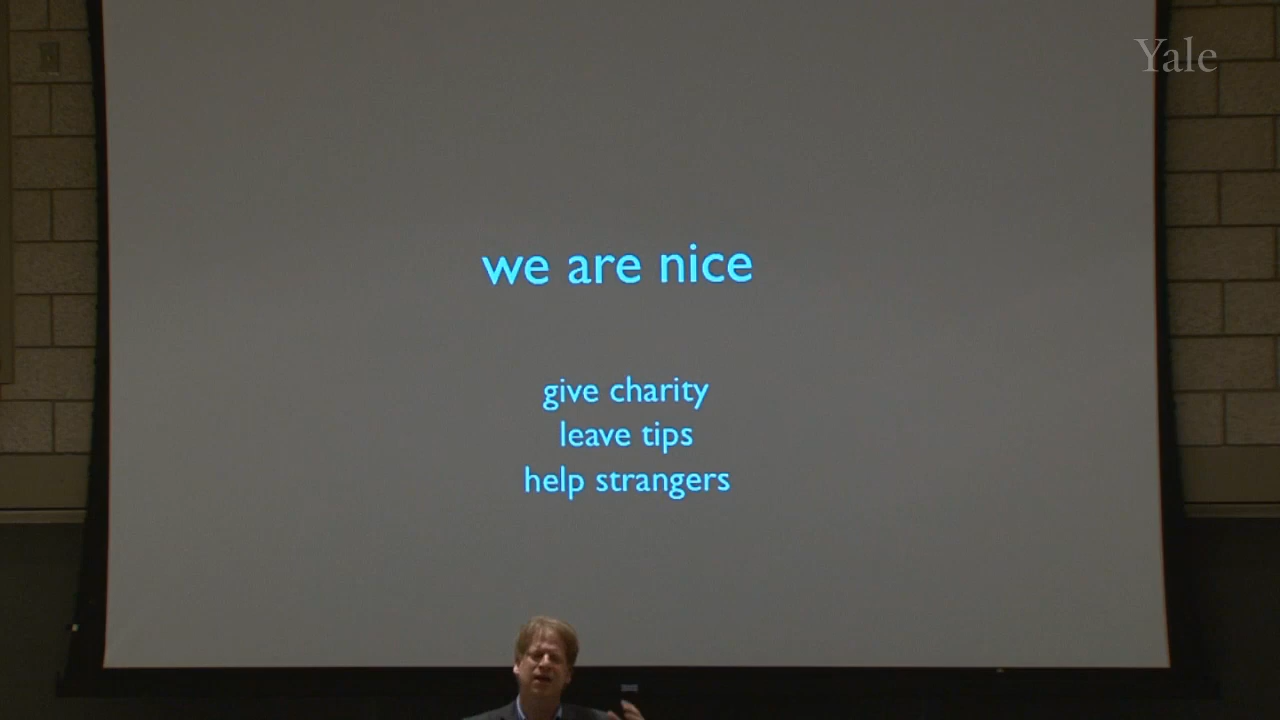 Yale
we are nice
give charity
leave tips
help strangers